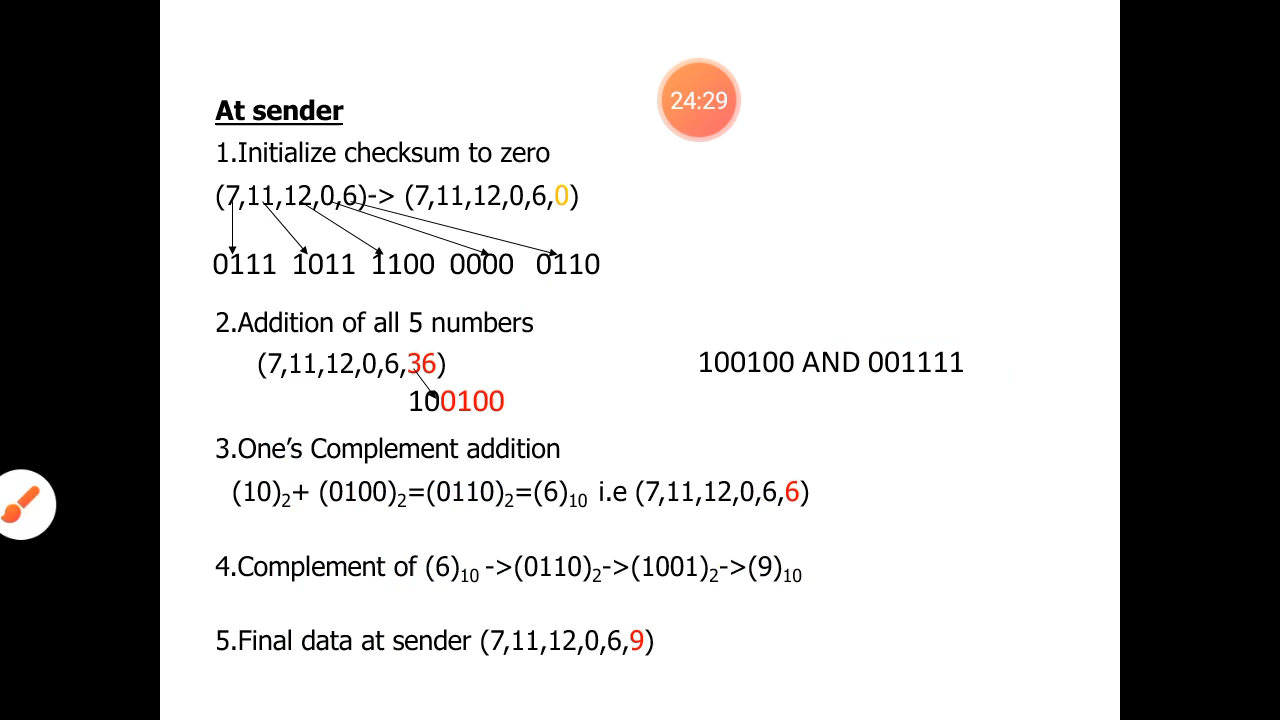 24:29
At sender
1.Initialize checksum to zero
(7,11,12,0,6)-> (7,11,12,0,6,0)
0111 1011 1100 0000 0110
2.Addition of all 5 numbers
(7,11,12,0,6,36) 100100 AND 001111
100100
3.One’s Complement addition
(10)₂+ (0100)₂=(0110)₂=(6)₁₀ i.e (7,11,12,0,6,6)
4.Complement of (6)₁₀ ->(0110)₂->(1001)₂->(9)₁₀
5.Final data at sender (7,11,12,0,6,9)